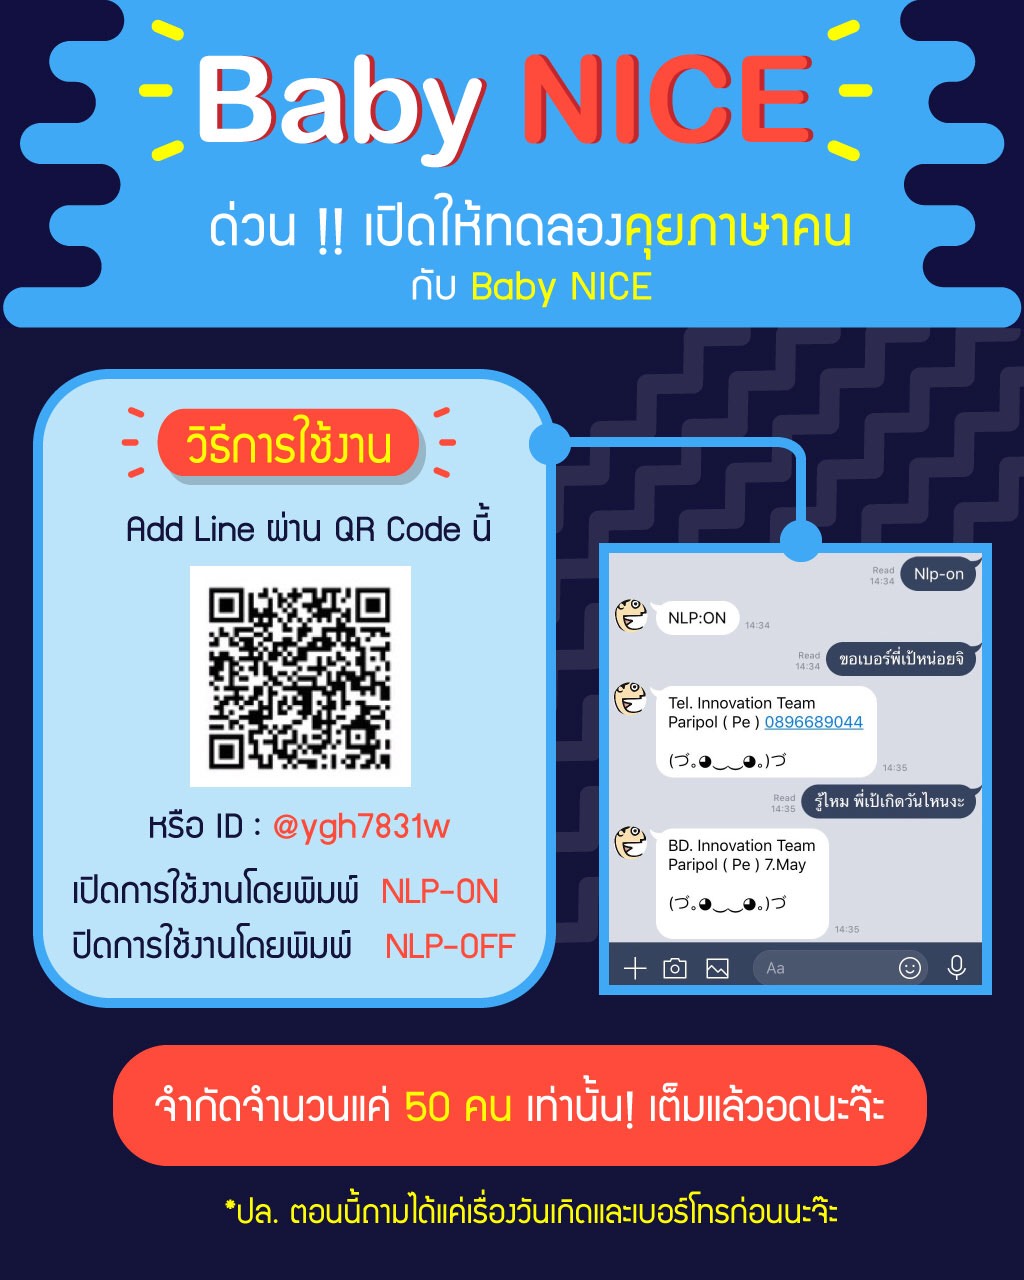 Baby NICE
ด่วน !! เปิดให้ทดลองคุยภาษาคน
กับ Baby NICE
วิธีการใช้งาน
Add Line ผ่าน QR Code นี้
หรือ ID : @ygh7831w
เปิดการใช้งานโดยพิมพ์ NLP-ON
ปิดการใช้งานโดยพิมพ์ NLP-OFF
Read
14:34
Nlp-on
NLP:ON
14:34
Read
14:34
ขอเบอร์พี่เป้หน่อยจิ
Tel. Innovation Team
Paripol ( Pe ) 0896689044
(づ｡◕‿‿◕｡)づ
14:35
Read
14:35
รู้ไหม พี่เป้เกิดวันไหนงะ
BD. Innovation Team
Paripol ( Pe ) 7.May
(づ｡◕‿‿◕｡)づ
14:35
Aa
จำกัดจำนวนแค่ 50 คน เท่านั้น! เต็มแล้วอดนะจ๊ะ
*ปล. ตอนนี้ถามได้แค่เรื่องวันเกิดและเบอร์โทรก่อนนะจ๊ะ